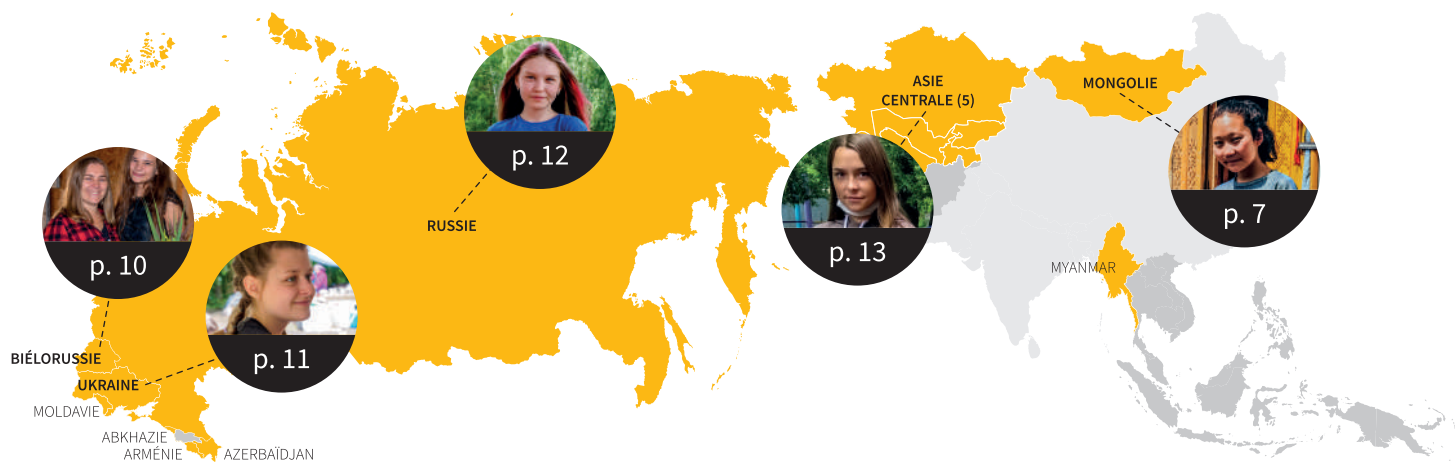 p. 12
ASIE
CENTRALE (5)
MONGOLIE
p. 10
RUSSIE
p. 13
p. 7
MYANMAR
p. 11
BIÉLORUSSIE
UKRAINE
MOLDAVIE
ABKHAZIE
ARMÉNIE
AZERBAÏDJAN